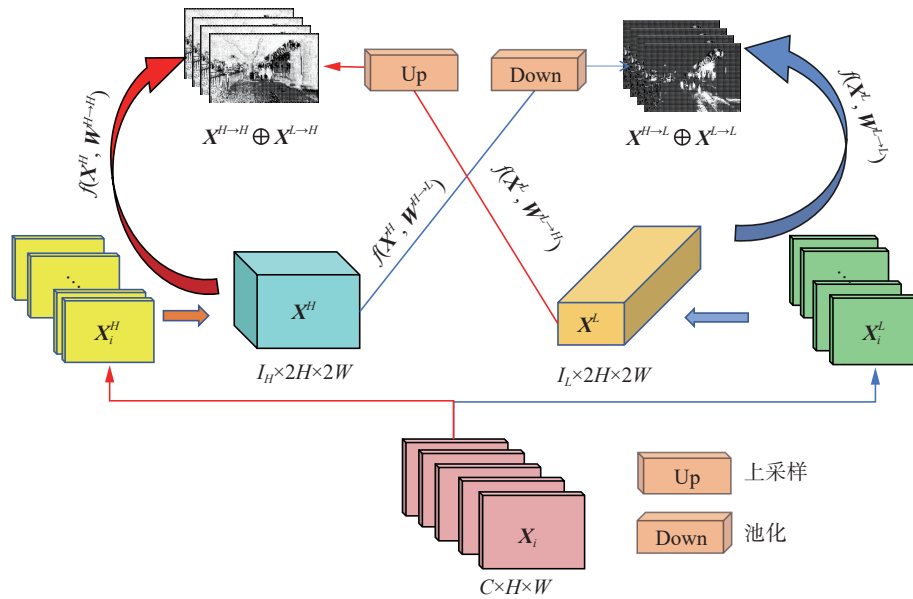 Up
Down
X^{H→H} ⊕ X^{L→H}
X^{H→L} ⊕ X^{L→L}
f(X^H, W^{H→H})
f(X^H, W^{H→L})
f(X^L, W^{L→H})
f(X^L, W^{L→L})
⋱
X_i^H
X^H
X^L
⋱
X_i^L
I_H×2H×2W
I_L×2H×2W
X_i
C×H×W
Up 上采样
Down 池化